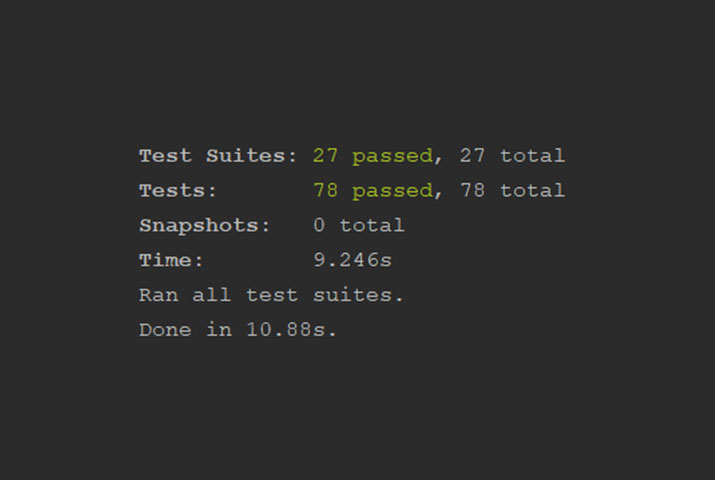 Test Suites: 27 passed, 27 total
Tests: 78 passed, 78 total
Snapshots: 0 total
Time: 9.246s
Ran all test suites.
Done in 10.88s.